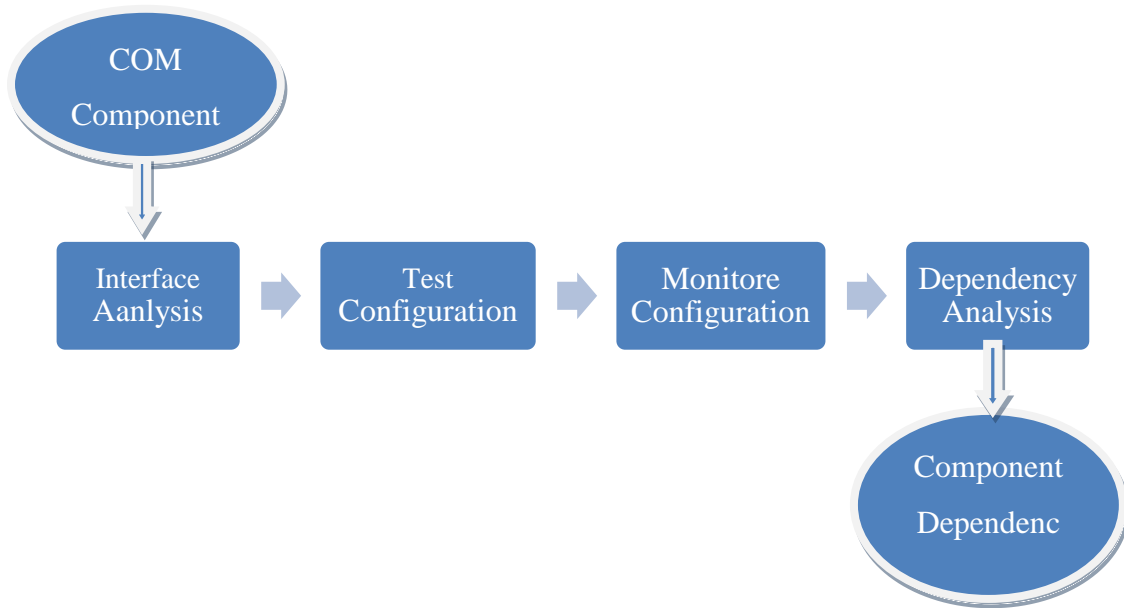 COM
Component
Interface
Aanlysis
Test
Configuration
Monitore
Configuration
Dependency
Analysis
Component
Dependenc